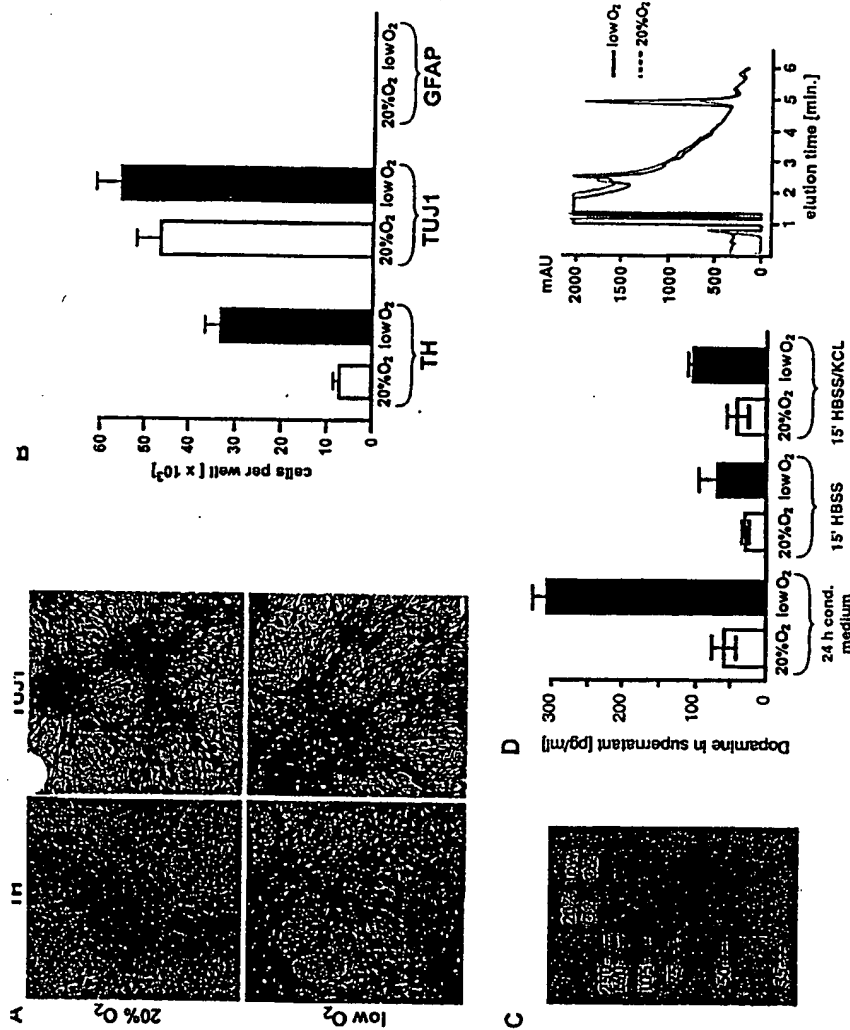 A
TH
TUJ1
20% O₂
low O₂
B
cells per well [ x 10³]
60
50
40
30
20
10
0
20%O₂ lowO₂
20%O₂ lowO₂
20%O₂ lowO₂
TH
TUJ1
GFAP
C
20%
D
Dopamine in supernatant [pg/ml]
300
200
100
0
20%O₂ lowO₂
20%O₂ lowO₂
20%O₂ lowO₂
24 h cond.
medium
15' HBSS
15' HBSS/KCL
mAU
2000
1500
1000
500
0
1
2
3
4
5
6
elution time [min.]
lowO₂
20%O₂